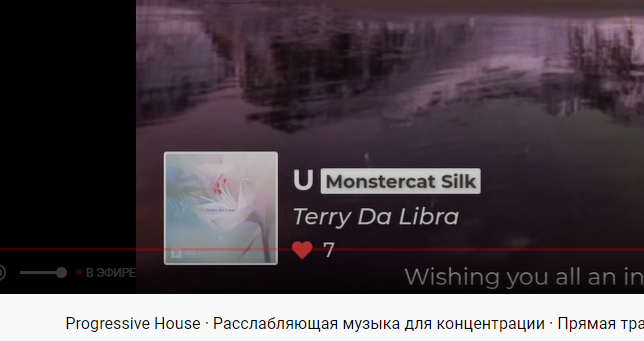 U Monstercat Silk
Terry Da Libra
7
В ЭФИРЕ
Wishing you all an in
Progressive House · Расслабляющая музыка для концентрации · Прямая тра